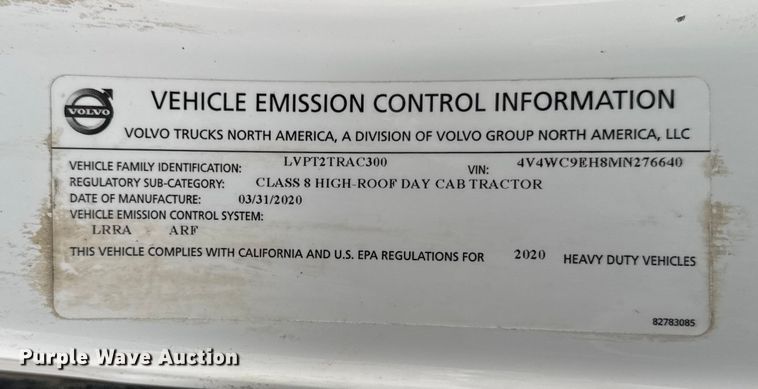 VOLVO
VEHICLE EMISSION CONTROL INFORMATION
VOLVO TRUCKS NORTH AMERICA, A DIVISION OF VOLVO GROUP NORTH AMERICA, LLC
VEHICLE FAMILY IDENTIFICATION: LVPT2TRAC300 VIN: 4V4WC9EH8MN276640
REGULATORY SUB-CATEGORY: CLASS 8 HIGH-ROOF DAY CAB TRACTOR
DATE OF MANUFACTURE: 03/31/2020
VEHICLE EMISSION CONTROL SYSTEM:
LRRA ARF
THIS VEHICLE COMPLIES WITH CALIFORNIA AND U.S. EPA REGULATIONS FOR 2020 HEAVY DUTY VEHICLES
82783085
Purple Wave Auction